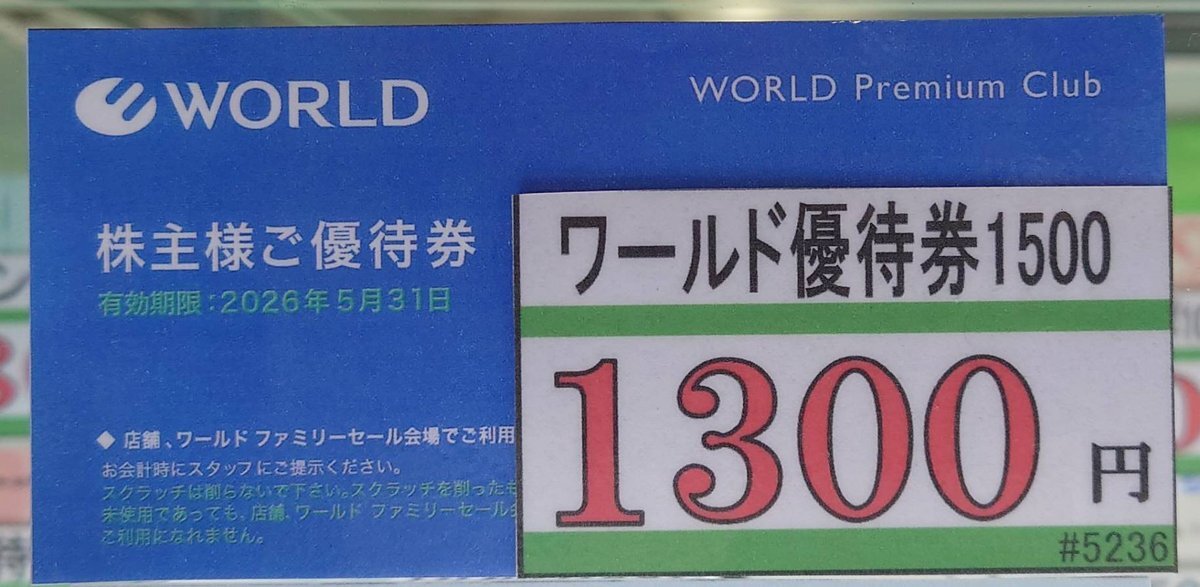 WORLD
WORLD Premium Club
株主様ご優待券
有効期限:2026年5月31日
◆ 店舗、ワールド ファミリーセール会場でご利用
お会計時にスタッフにご提示ください。
スクラッチは削らないで下さい。スクラッチを削ったも
未使用であっても、店舗、ワールド ファミリーセール
ご利用になれません。
ワールド優待券1500
1300円
#5236